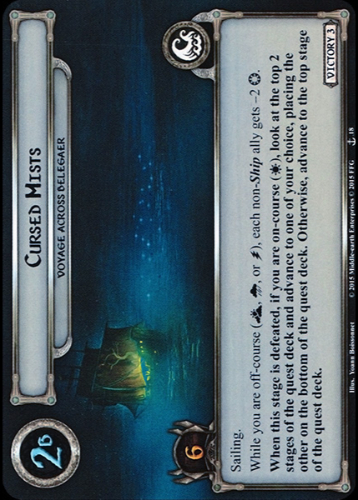 2B
CURSED MISTS
VOYAGE ACROSS BELEGAER
6
Sailing.
While you are off-course (, , or ), each non-Ship ally gets –2 .
When this stage is defeated, if you are on-course (), look at the top 2
stages of the quest deck and advance to one of your choice, placing the
other on the bottom of the quest deck. Otherwise, advance to the top stage
of the quest deck.
VICTORY 3
Illus. Yoann Boissonnet © 2015 Middle-earth Enterprises © 2015 FFG 18